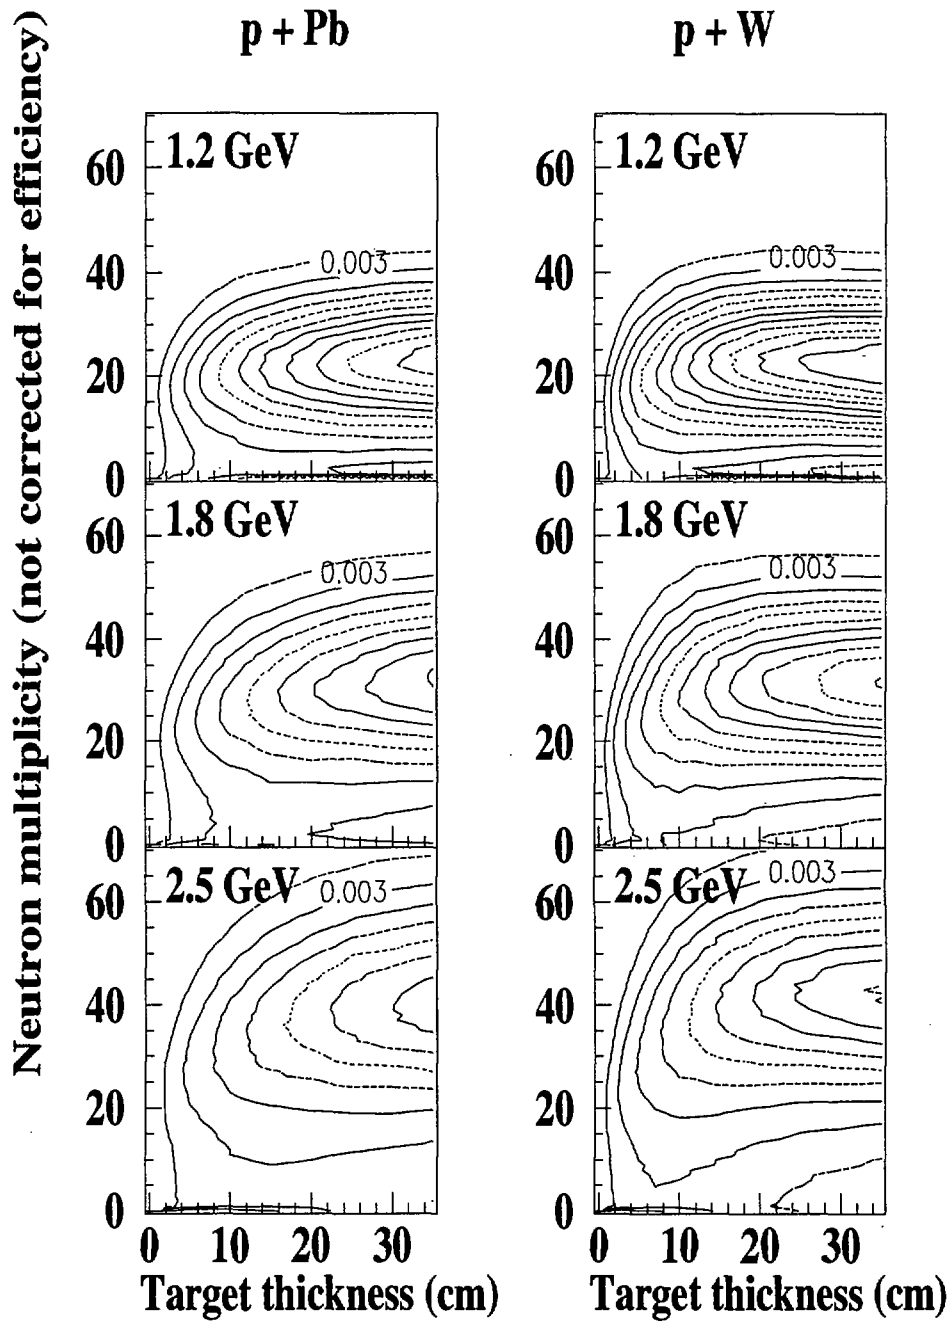 p + Pb
p + W
Neutron multiplicity (not corrected for efficiency)
1.2 GeV
60
0.003
40
20
0
1.2 GeV
60
0.003
40
20
0
1.8 GeV
60
0.003
40
20
0
1.8 GeV
60
0.003
40
20
0
2.5 GeV
60
0.003
40
20
0
2.5 GeV
60
0.003
40
20
0
0 10 20 30
0 10 20 30
Target thickness (cm)
Target thickness (cm)